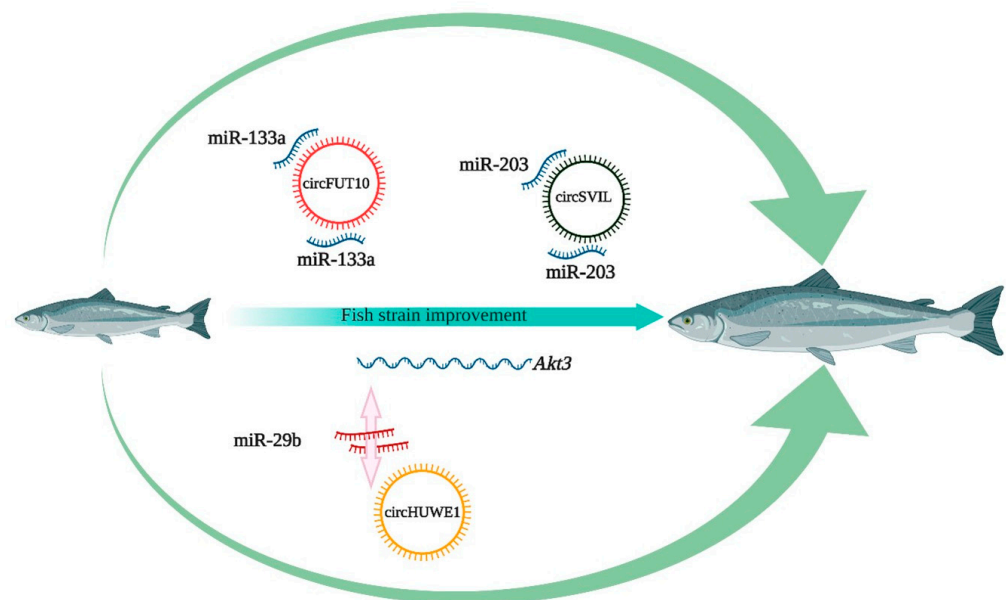 miR-133a
circFUT10
miR-133a
miR-203
circSVIL
miR-203
Fish strain improvement
Akt3
miR-29b
circHUWE1